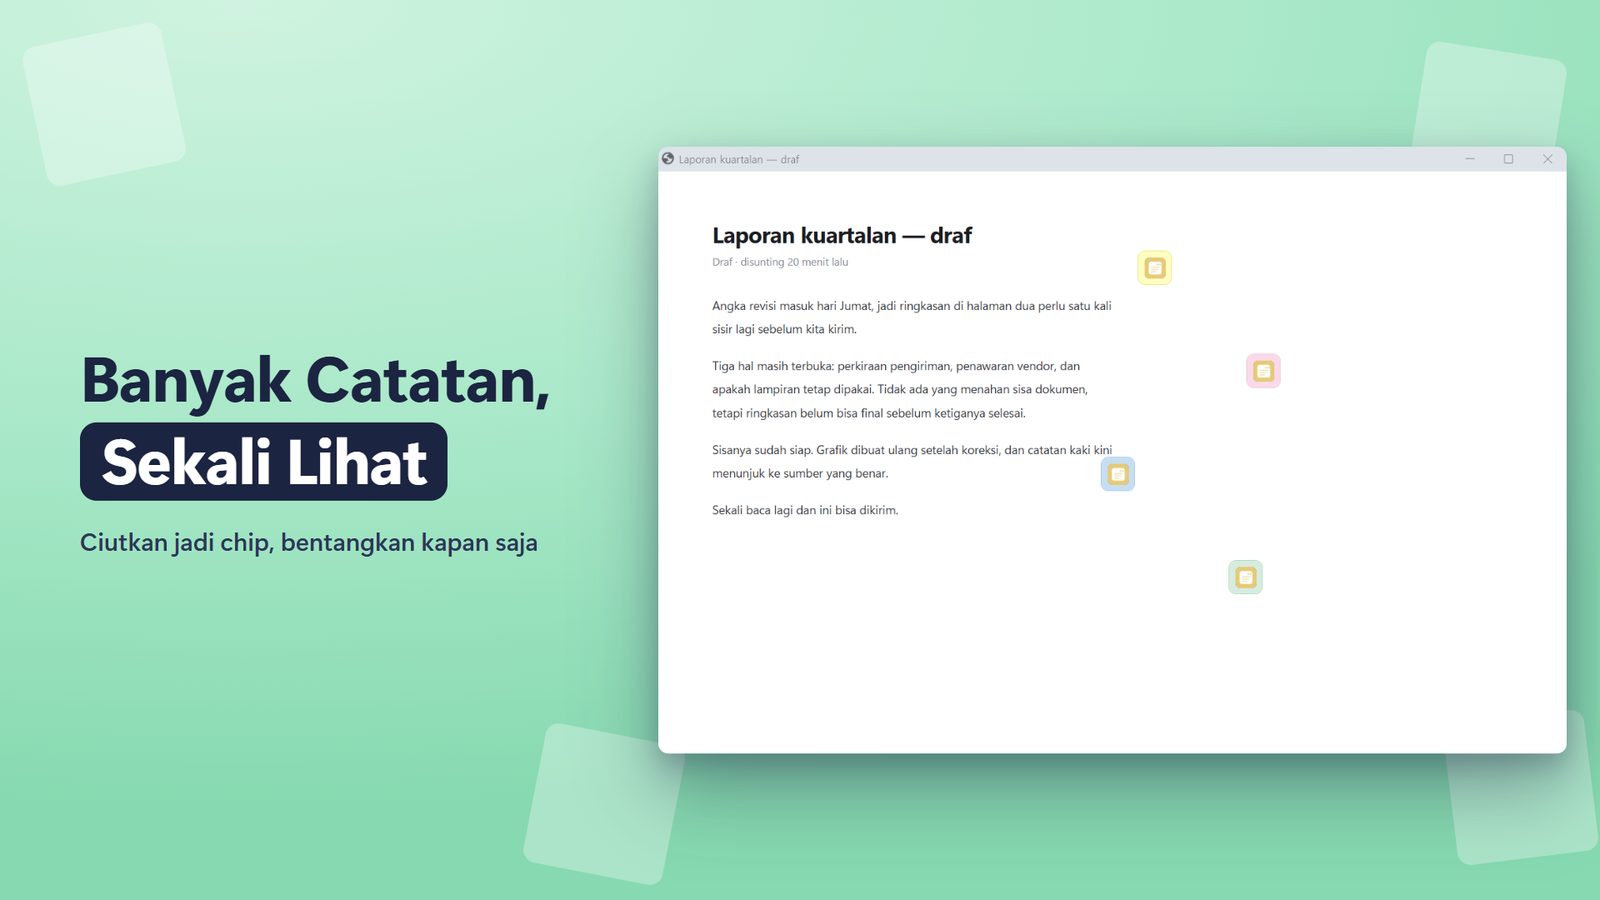 Banyak Catatan,
Sekali Lihat
Ciutkan jadi chip, bentangkan kapan saja
Laporan kuartalan — draf
Laporan kuartalan — draf
Draf · disunting 20 menit lalu
Angka revisi masuk hari Jumat, jadi ringkasan di halaman dua perlu satu kali
sisir lagi sebelum kita kirim.
Tiga hal masih terbuka: perkiraan pengiriman, penawaran vendor, dan
apakah lampiran tetap dipakai. Tidak ada yang menahan sisa dokumen,
tetapi ringkasan belum bisa final sebelum ketiganya selesai.
Sisanya sudah siap. Grafik dibuat ulang setelah koreksi, dan catatan kaki kini
menunjuk ke sumber yang benar.
Sekali baca lagi dan ini bisa dikirim.